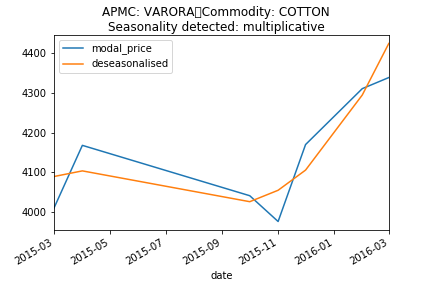 APMC: VARORA▯Commodity: COTTON
Seasonality detected: multiplicative
modal_price
deseasonalised
4400
4300
4200
4100
4000
2015-03
2015-05
2015-07
2015-09
2015-11
2016-01
2016-03
date